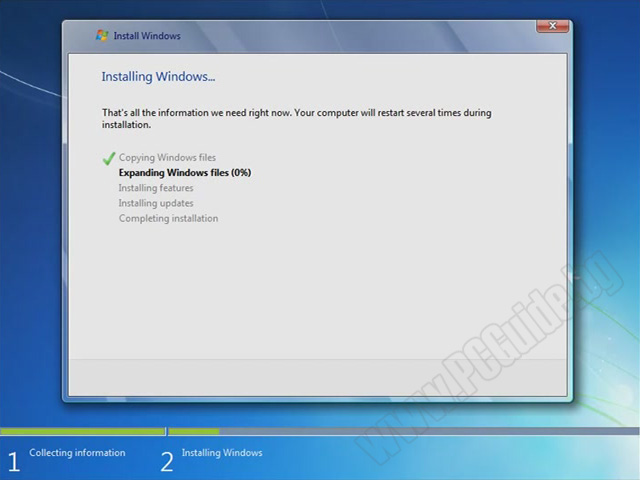 Install Windows
Installing Windows...
That's all the information we need right now. Your computer will restart several times during
installation.
Copying Windows files
Expanding Windows files (0%)
Installing features
Installing updates
Completing installation
www.PCGuide.bg
1 Collecting information
2 Installing Windows